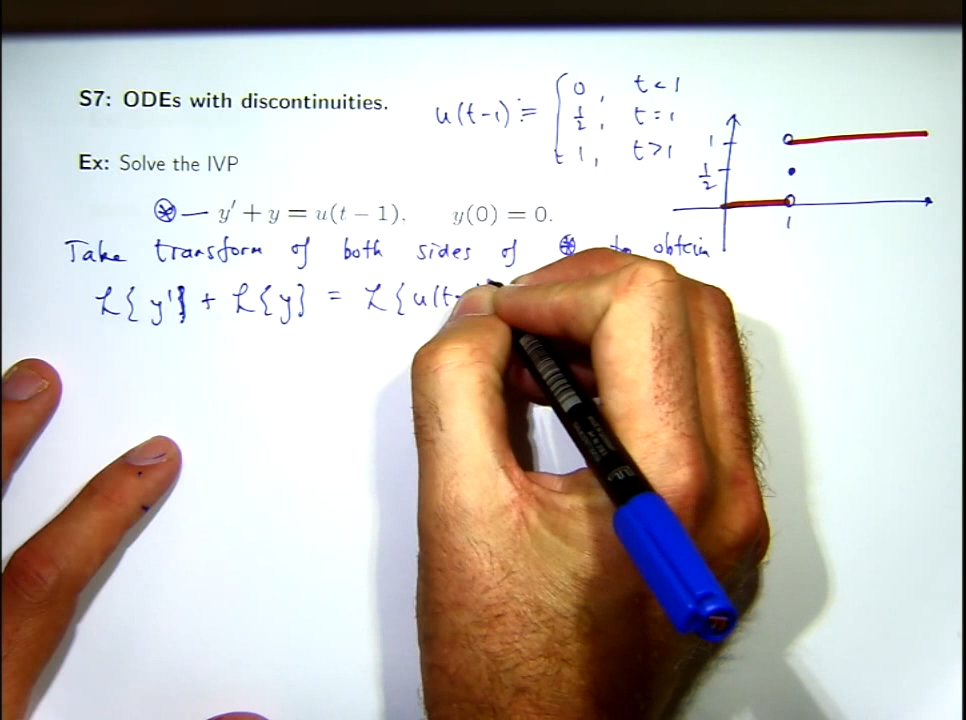 S7: ODEs with discontinuities.
u(t-1) := { 0, t < 1
1/2, t = 1
1, t > 1
1
1/2
1
Ex: Solve the IVP
⊛ — y′ + y = u(t − 1), y(0) = 0.
Take transform of both sides of ⊛ to obtain
ℒ{y'} + ℒ{y} = ℒ{u(t-